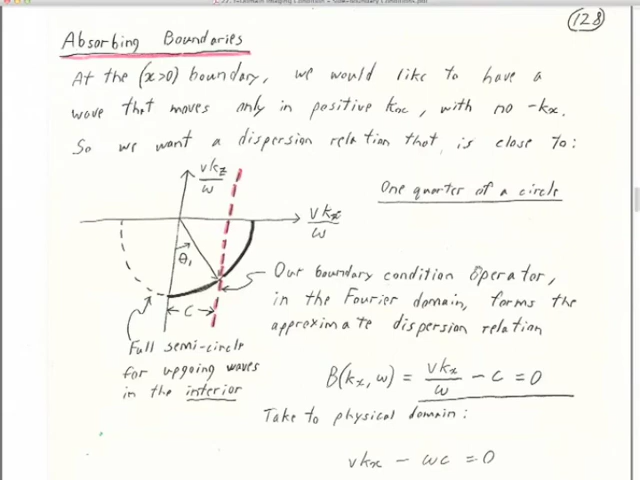 128
Absorbing Boundaries
At the (x>0) boundary, we would like to have a
wave that moves only in positive kx, with no -kx.
So we want a dispersion relation that is close to:
vkz
ω
One quarter of a circle
vkx
ω
θ1
Our boundary condition operator,
in the Fourier domain, forms the
approximate dispersion relation
C
Full semi-circle
for upgoing waves
in the interior
B(kx, ω) = vkx/ω - C = 0
Take to physical domain:
vkx - ωC = 0